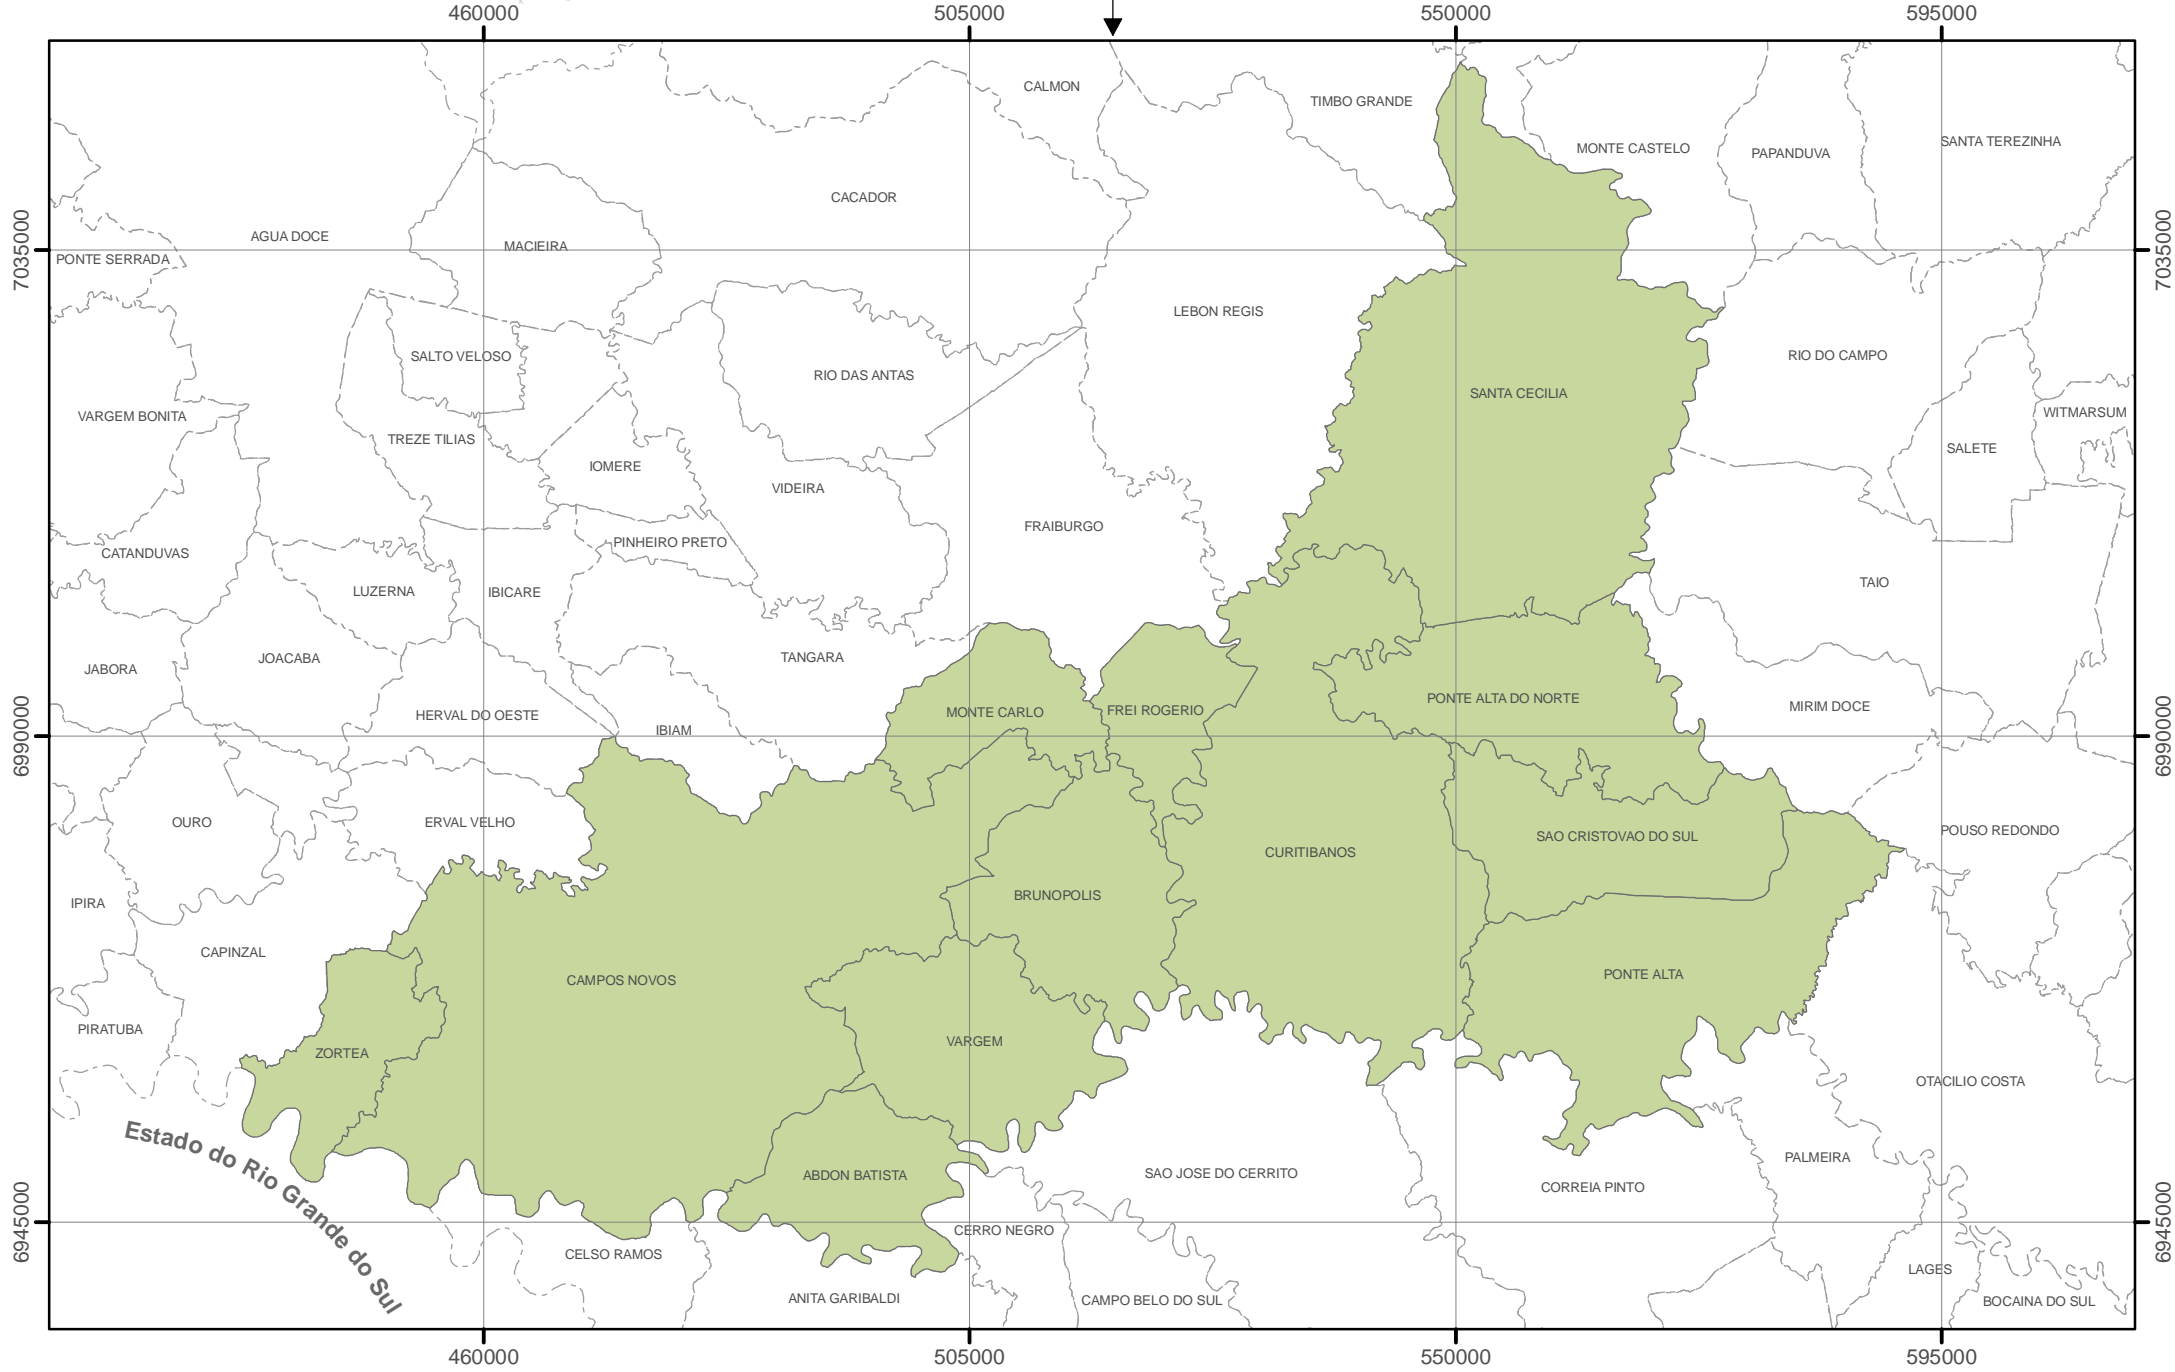 460000
505000
550000
595000
CALMON
TIMBO GRANDE
SANTA TEREZINHA
MONTE CASTELO
PAPANDUVA
CACADOR
AGUA DOCE
MACIEIRA
7035000
7035000
PONTE SERRADA
LEBON REGIS
SALTO VELOSO
RIO DO CAMPO
RIO DAS ANTAS
SANTA CECILIA
VARGEM BONITA
WITMARSUM
TREZE TILIAS
SALETE
IOMERE
VIDEIRA
FRAIBURGO
PINHEIRO PRETO
CATANDUVAS
TAIO
LUZERNA
IBICARE
JOACABA
TANGARA
JABORA
PONTE ALTA DO NORTE
MIRIM DOCE
FREI ROGERIO
MONTE CARLO
HERVAL DO OESTE
IBIAM
6990000
6990000
OURO
ERVAL VELHO
POUSO REDONDO
SAO CRISTOVAO DO SUL
CURITIBANOS
BRUNOPOLIS
IPIRA
CAPINZAL
PONTE ALTA
CAMPOS NOVOS
PIRATUBA
VARGEM
ZORTEA
OTACILIO COSTA
Estado do Rio Grande do Sul
PALMEIRA
SAO JOSE DO CERRITO
ABDON BATISTA
CORREIA PINTO
6945000
6945000
CERRO NEGRO
CELSO RAMOS
LAGES
ANITA GARIBALDI
CAMPO BELO DO SUL
BOCAINA DO SUL
460000
505000
550000
595000